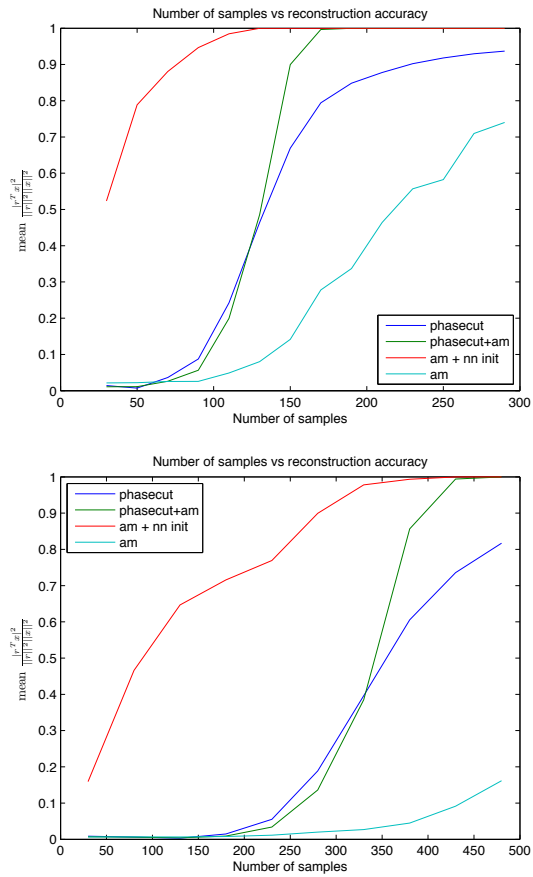 Number of samples vs reconstruction accuracy
1
0.9
0.8
0.7
0.6
0.5
0.4
0.3
0.2
0.1
0
mean |r^T x|^2 / ||r||^2||x||^2
phasecut
phasecut+am
am + nn init
am
0 50 100 150 200 250 300
Number of samples
Number of samples vs reconstruction accuracy
1
0.9
0.8
0.7
0.6
0.5
0.4
0.3
0.2
0.1
0
mean |r^T x|^2 / ||r||^2||x||^2
phasecut
phasecut+am
am + nn init
am
0 50 100 150 200 250 300 350 400 450 500
Number of samples